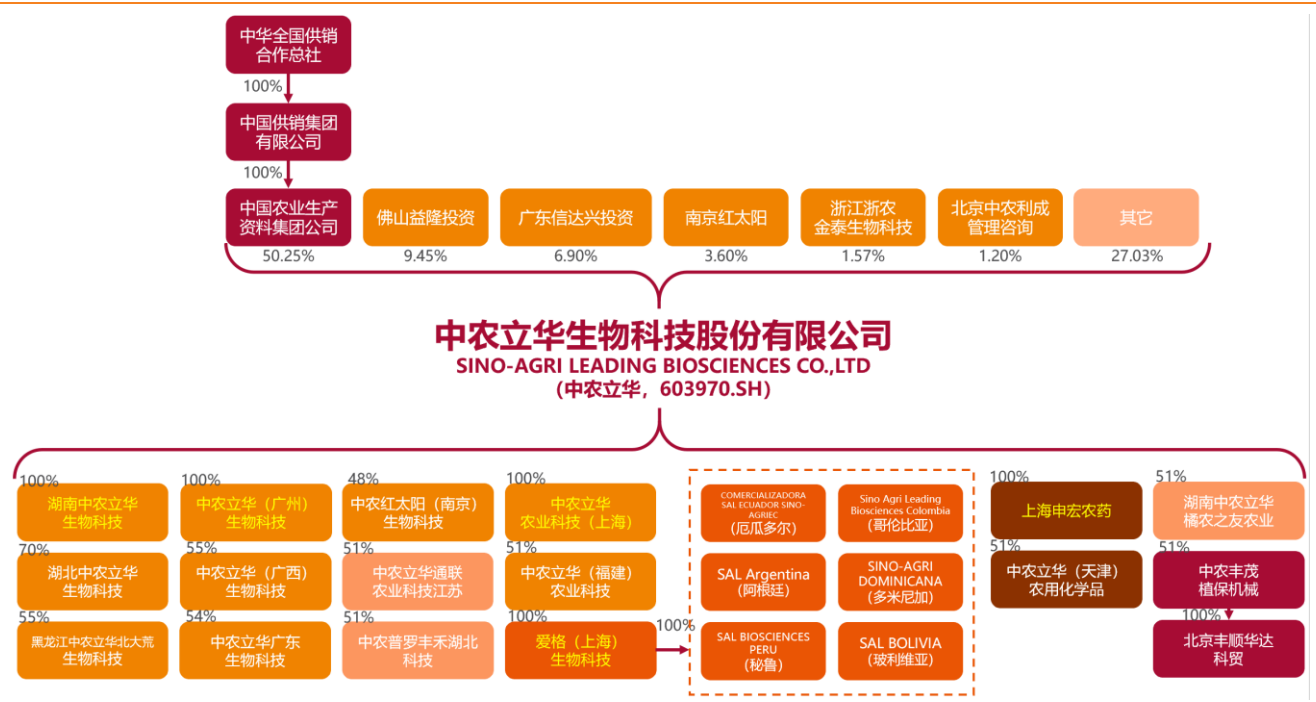 中华全国供销
合作总社
100%
中国供销集团
有限公司
100%
中国农业生产
资料集团公司
佛山益隆投资
广东信达兴投资
南京红太阳
浙江浙农
金泰生物科技
北京中农利成
管理咨询
其它
50.25%
9.45%
6.90%
3.60%
1.57%
1.20%
27.03%
中农立华生物科技股份有限公司
SINO-AGRI LEADING BIOSCIENCES CO.,LTD
(中农立华，603970.SH)
100%
湖南中农立华
生物科技
100%
中农立华（广州）
生物科技
48%
中农红太阳（南京）
生物科技
100%
中农立华
农业科技（上海）
COMERCIALIZADORA
SAL ECUADOR SINO-
AGRIEC
(厄瓜多尔)
Sino Agri Leading
Biosciences Colombia
(哥伦比亚)
100%
上海申宏农药
51%
湖南中农立华
橘农之友农业
70%
湖北中农立华
生物科技
55%
中农立华（广西）
生物科技
51%
中农立华通联
农业科技江苏
51%
中农立华（福建）
农业科技
SAL Argentina
(阿根廷)
SINO-AGRI
DOMINICANA
(多米尼加)
51%
中农立华（天津）
农用化学品
51%
中农丰茂
植保机械
55%
黑龙江中农立华北大荒
生物科技
54%
中农立华广东
生物科技
51%
中农普罗丰禾湖北
科技
100%
爱格（上海）
生物科技
100%
SAL BIOSCIENCES
PERU
(秘鲁)
SAL BOLIVIA
(玻利维亚)
100%
北京丰顺华达
科贸